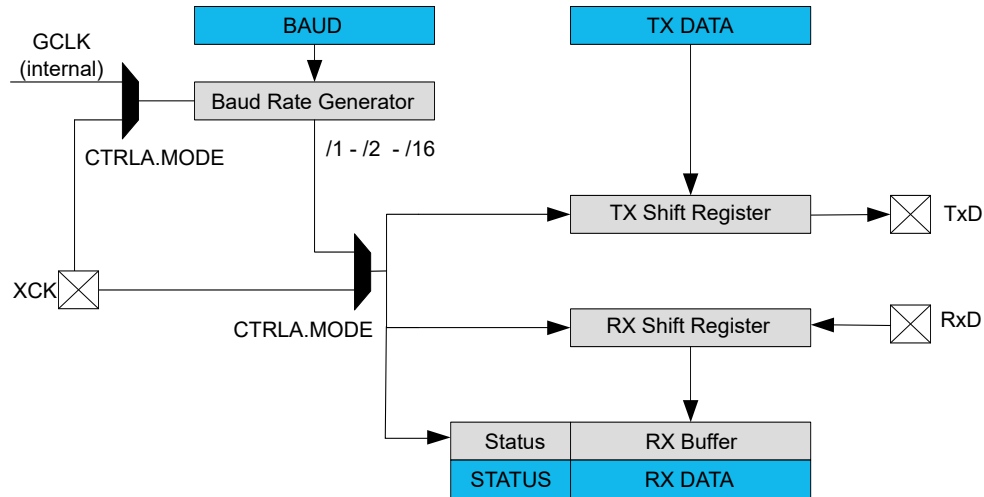 BAUD
TX DATA
GCLK
(internal)
Baud Rate Generator
CTRLA.MODE
/1 - /2 - /16
TX Shift Register
TxD
XCK
CTRLA.MODE
RX Shift Register
RxD
Status
RX Buffer
STATUS
RX DATA